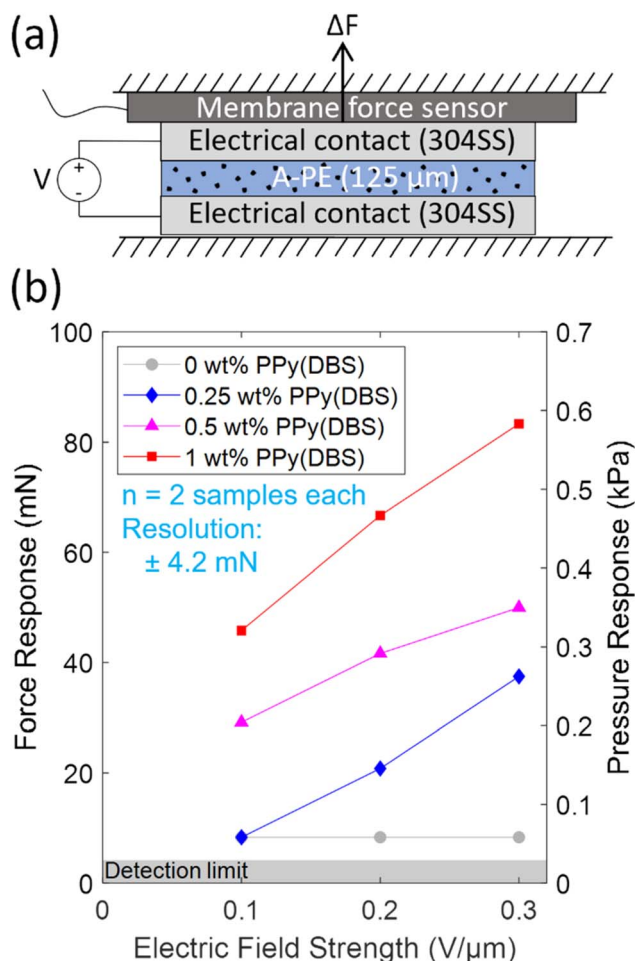 (a)
ΔF
Membrane force sensor
Electrical contact (304SS)
V
+
-
A-PE (125 μm)
Electrical contact (304SS)
(b)
100
80
60
40
20
0
Force Response (mN)
0 wt% PPy(DBS)
0.25 wt% PPy(DBS)
0.5 wt% PPy(DBS)
1 wt% PPy(DBS)
n = 2 samples each
Resolution:
± 4.2 mN
Detection limit
0.7
0.6
0.5
0.4
0.3
0.2
0.1
0
Pressure Response (kPa)
0
0.1
0.2
0.3
Electric Field Strength (V/μm)